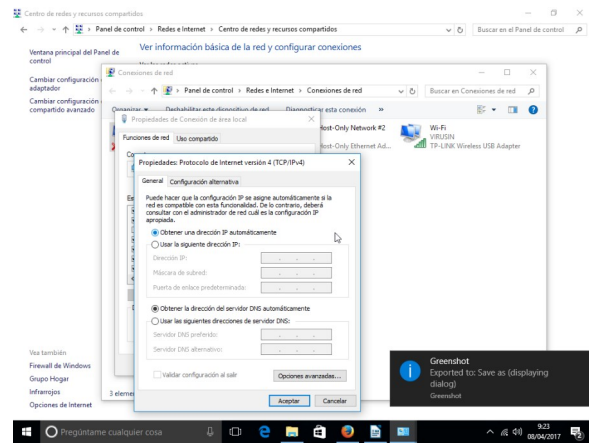 Centro de redes y recursos compartidos
Panel de control > Redes e Internet > Centro de redes y recursos compartidos
Buscar en el Panel de control
Ventana principal del Panel de control
Ver información básica de la red y configurar conexiones
Cambiar configuración
adaptador
Cambiar configuración
compartido avanzado
Conexiones de red
Panel de control > Redes e Internet > Conexiones de red
Buscar en Conexiones de red
Organizar
Deshabilitar este dispositivo de red
Diagnosticar esta conexión
»
Propiedades de Conexión de área local
Funciones de red
Uso compartido
Host-Only Network #2
Host-Only Ethernet Ad...
Wi-Fi
VIRUSIN
TP-LINK Wireless USB Adapter
Propiedades: Protocolo de Internet versión 4 (TCP/IPv4)
General
Configuración alternativa
Puede hacer que la configuración IP se asigne automáticamente si la
red es compatible con esta funcionalidad. De lo contrario, deberá
consultar con el administrador de red cuál es la configuración IP
apropiada.
Obtener una dirección IP automáticamente
Usar la siguiente dirección IP:
Dirección IP:
Máscara de subred:
Puerta de enlace predeterminada:
Obtener la dirección del servidor DNS automáticamente
Usar las siguientes direcciones de servidor DNS:
Servidor DNS preferido:
Servidor DNS alternativo:
Validar configuración al salir
Opciones avanzadas...
Aceptar
Cancelar
Vea también
Firewall de Windows
Grupo Hogar
Infrarrojos
Opciones de Internet
3 eleme
Greenshot
Exported to: Save as (displaying
dialog)
Greenshot
Pregúntame cualquier cosa
9:23
08/04/2017